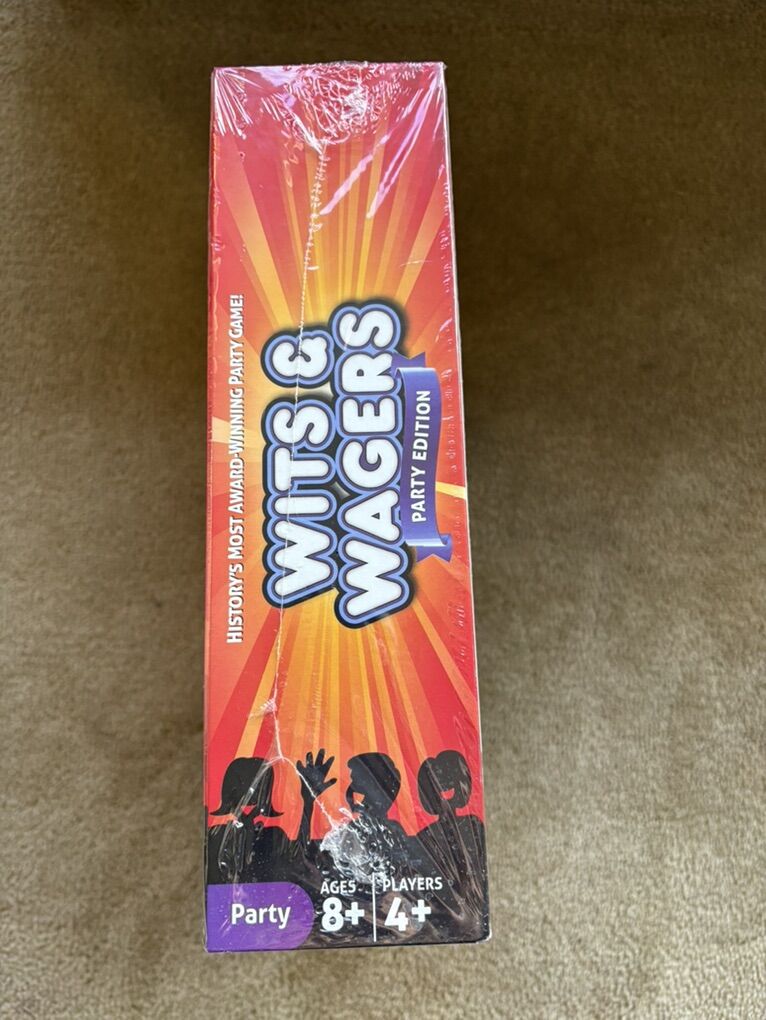 HISTORY'S MOST AWARD-WINNING PARTY GAME!
WITS &
WAGERS
PARTY EDITION
Party
AGES
8+
PLAYERS
4+